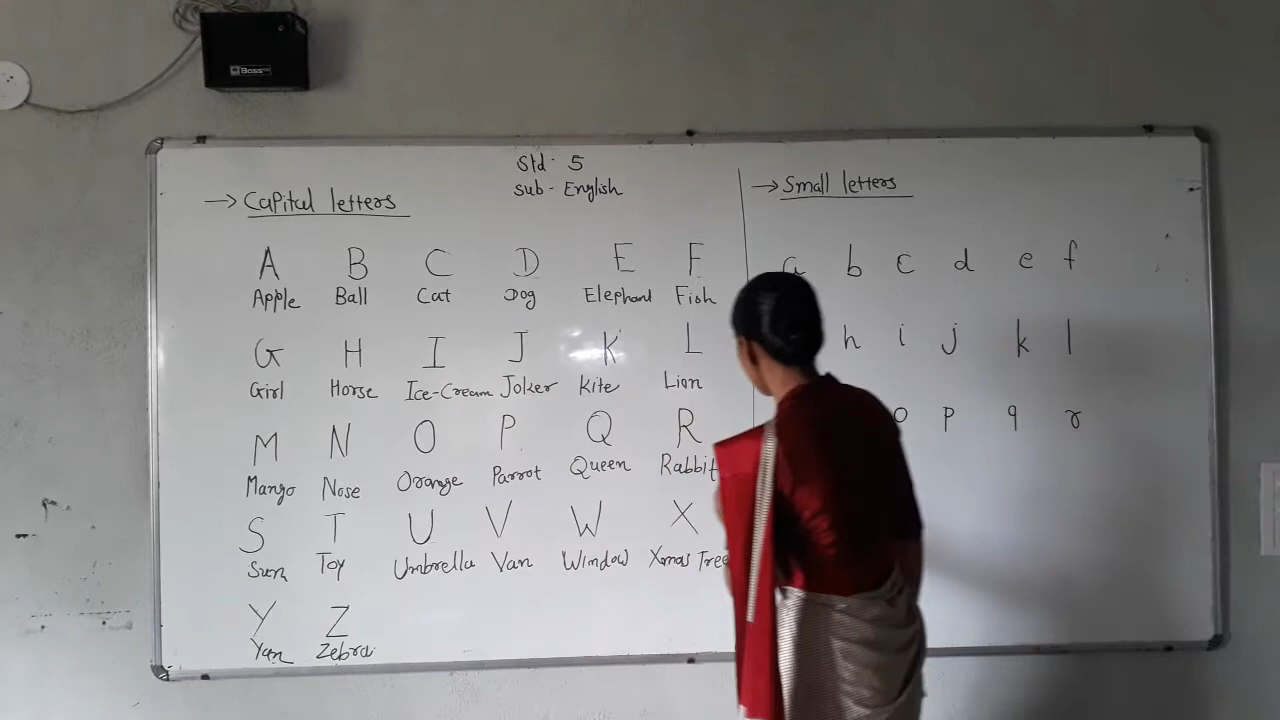 Boss
Std - 5
Sub - English
→ Capital letters
A B C D E F
Apple Ball Cat Dog Elephant Fish
G H I J K L
Girl Horse Ice-Cream Joker Kite Lion
M N O P Q R
Mango Nose Orange Parrot Queen Rabbit
S T U V W X
Sun Toy Umbrella Van Window Xmas Tree
Y Z
Zebra
→ Small letters
a b c d e f
h i j k l
o p q r